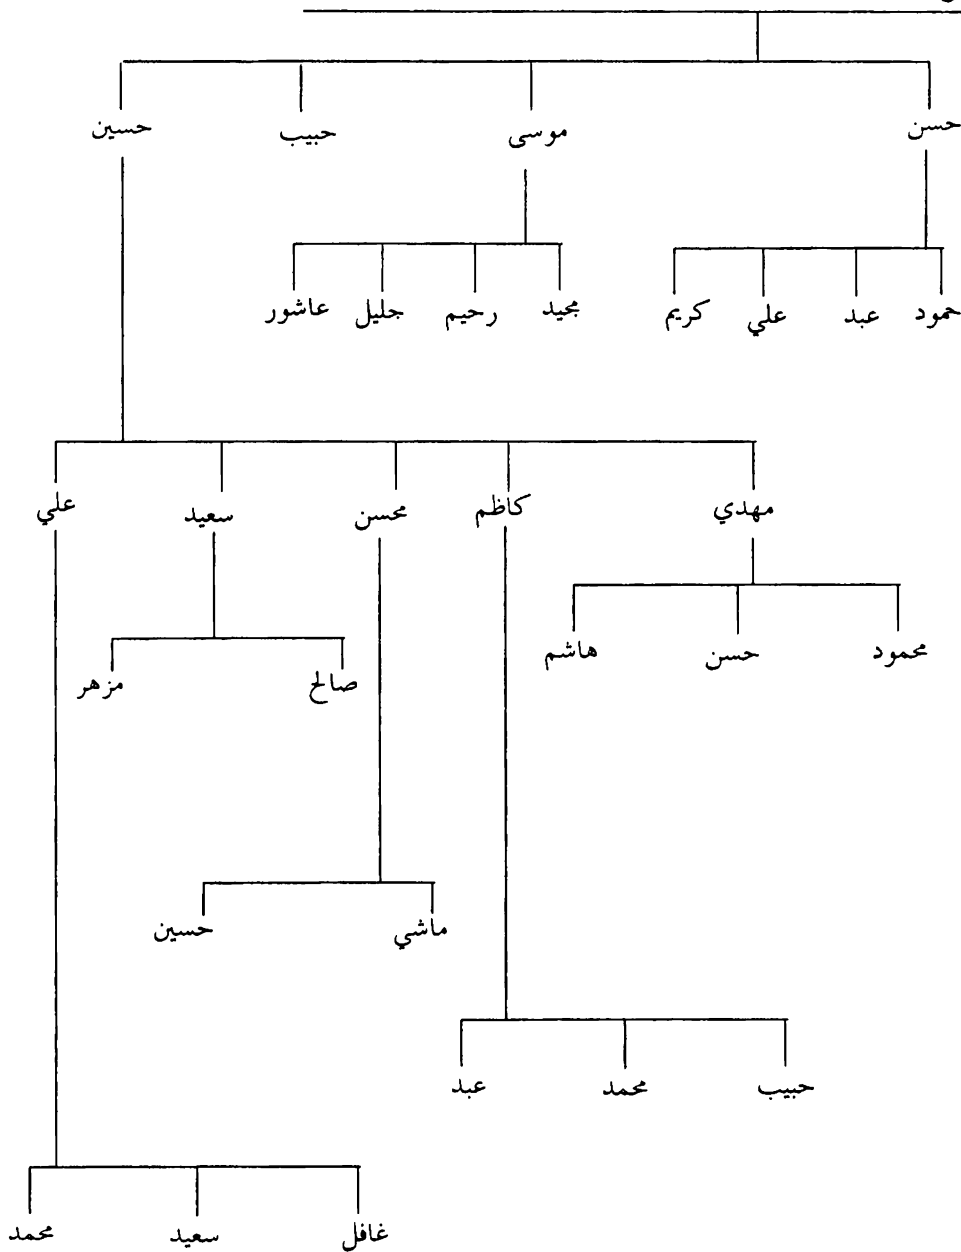 حسن موسى حبيب حسين
حمود عبد علي كريم مجيد رحيم جليل عاشور
مهدي كاظم محسن سعيد علي
محمود حسن هاشم
صالح مزهر
ماشي حسين
حبيب محمد عبد
غافل سعيد محمد